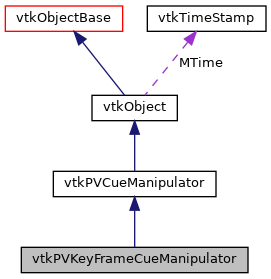 vtkObjectBase
vtkTimeStamp
MTime
vtkObject
vtkPVCueManipulator
vtkPVKeyFrameCueManipulator